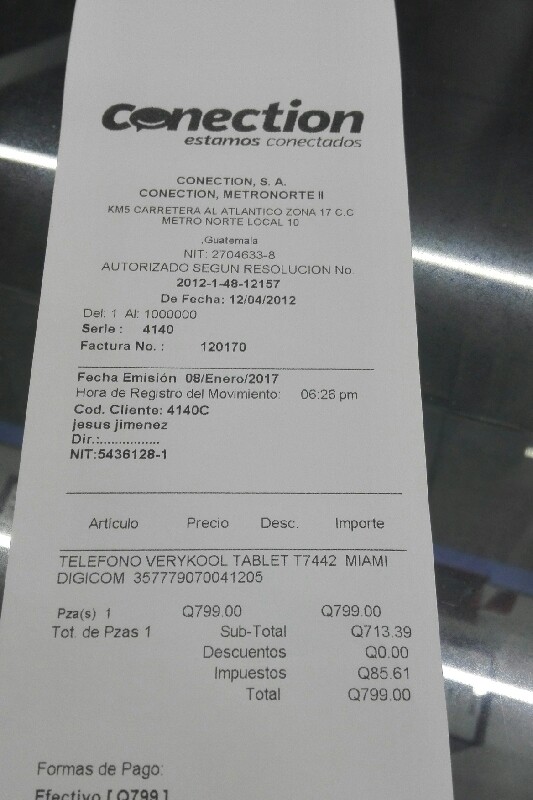 Conection
estamos conectados
CONECTION, S. A.
CONECTION, METRONORTE II
KM5 CARRETERA AL ATLANTICO ZONA 17 C.C
METRO NORTE LOCAL 10
,Guatemala
NIT: 2704633-8
AUTORIZADO SEGUN RESOLUCION No.
2012-1-48-12157
De Fecha: 12/04/2012
Del: 1 Al: 1000000
Serie : 4140
Factura No. : 120170
Fecha Emisión 08/Enero/2017
Hora de Registro del Movimiento: 06:26 pm
Cod. Cliente: 4140C
jesus jimenez
Dir.:................
NIT:5436128-1
Artículo Precio Desc. Importe
TELEFONO VERYKOOL TABLET T7442 MIAMI
DIGICOM 357779070041205
Pza(s) 1 Q799.00 Q799.00
Tot. de Pzas 1 Sub-Total Q713.39
Descuentos Q0.00
Impuestos Q85.61
Total Q799.00
Formas de Pago:
Efectivo [ Q799 ]